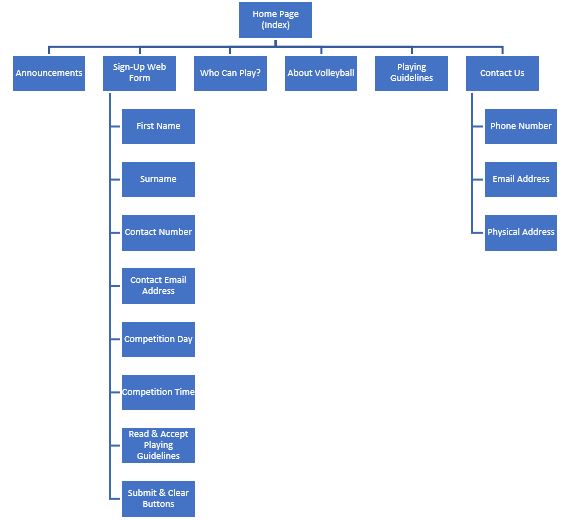 Home Page
(Index)
Announcements
Sign-Up Web
Form
Who Can Play?
About Volleyball
Playing
Guidelines
Contact Us
First Name
Surname
Contact Number
Contact Email
Address
Competition Day
Competition Time
Read & Accept
Playing
Guidelines
Submit & Clear
Buttons
Phone Number
Email Address
Physical Address